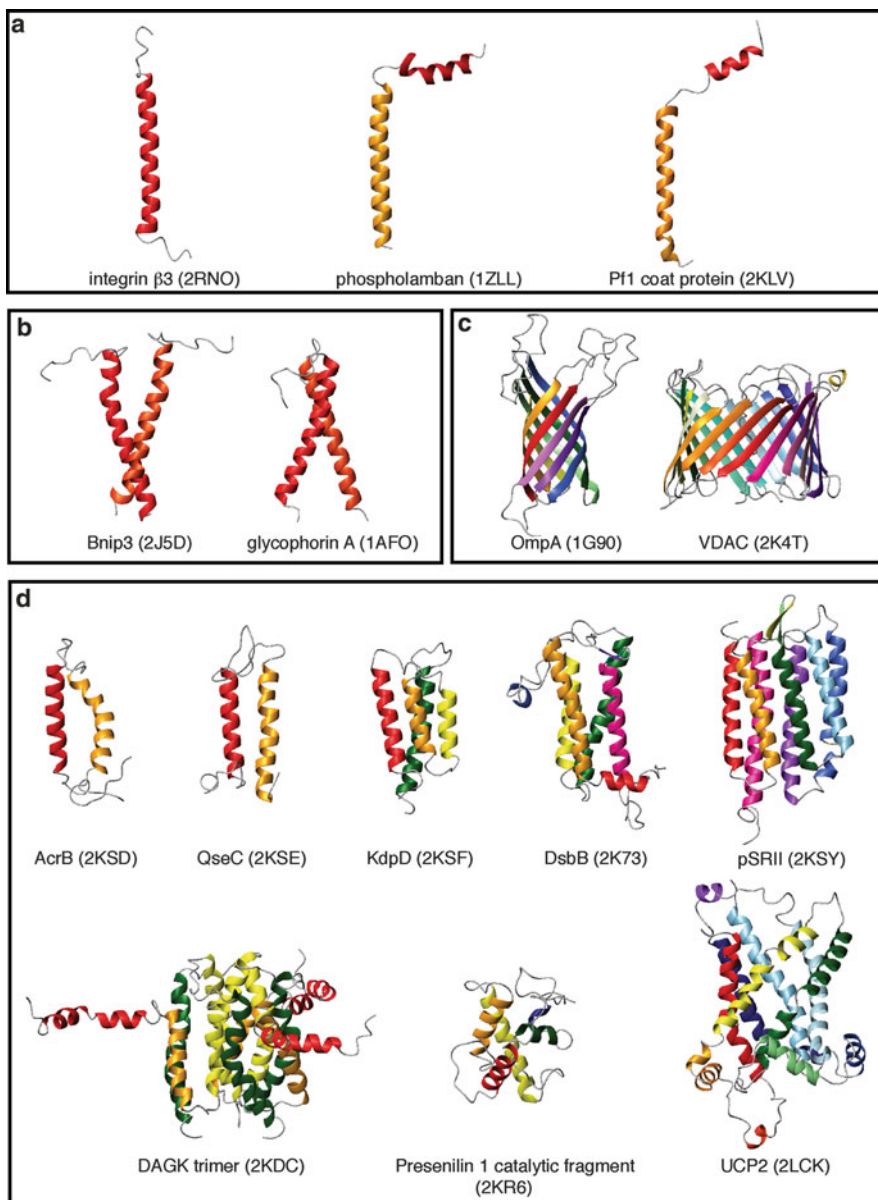 a
integrin β3 (2RNO)
phospholamban (1ZLL)
Pf1 coat protein (2KLV)
b
Bnip3 (2J5D)
glycophorin A (1AFO)
c
OmpA (1G90)
VDAC (2K4T)
d
AcrB (2KSD)
QseC (2KSE)
KdpD (2KSF)
DsbB (2K73)
pSRII (2KSY)
DAGK trimer (2KDC)
Presenilin 1 catalytic fragment
(2KR6)
UCP2 (2LCK)